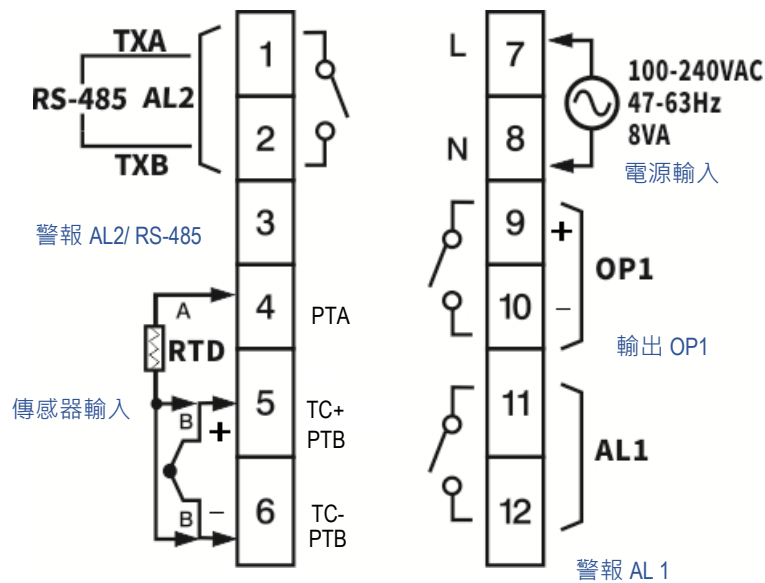 TXA
RS-485 AL2
TXB
警報 AL2/ RS-485
A
RTD
傳感器輸入
B
+
B
–
1
2
3
4
5
6
PTA
TC+
PTB
TC-
PTB
L
N
7
8
9
10
11
12
100-240VAC
47-63Hz
8VA
電源輸入
+
–
OP1
輸出 OP1
AL1
警報 AL 1